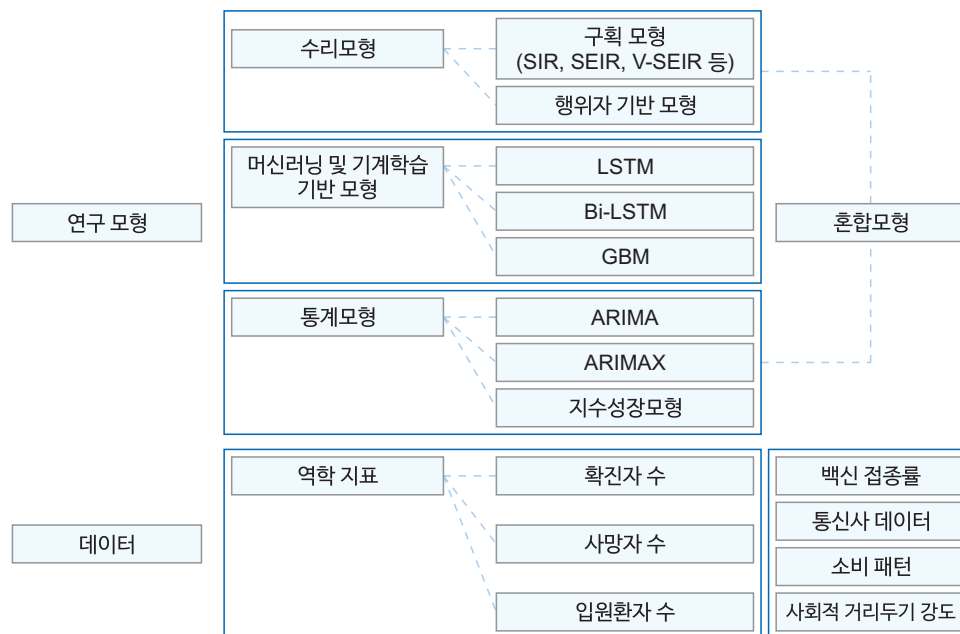 수리모형
구획 모형
(SIR, SEIR, V-SEIR 등)
행위자 기반 모형
머신러닝 및 기계학습
기반 모형
LSTM
Bi-LSTM
GBM
연구 모형
혼합모형
통계모형
ARIMA
ARIMAX
지수성장모형
역학 지표
확진자 수
사망자 수
입원환자 수
데이터
백신 접종률
통신사 데이터
소비 패턴
사회적 거리두기 강도